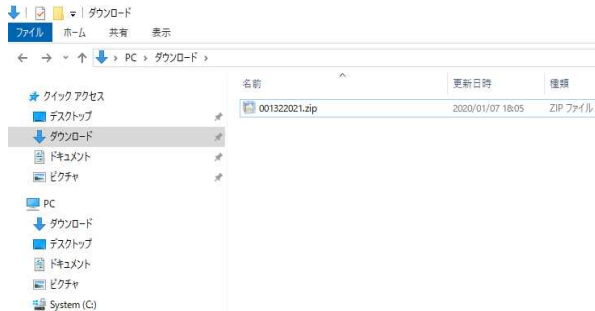 ダウンロード
ファイル ホーム 共有 表示
PC › ダウンロード ›
名前 更新日時 種類
001322021.zip 2020/01/07 18:05 ZIP ファイル
クイック アクセス
デスクトップ
ダウンロード
ドキュメント
ピクチャ
PC
ダウンロード
デスクトップ
ドキュメント
ピクチャ
System (C:)